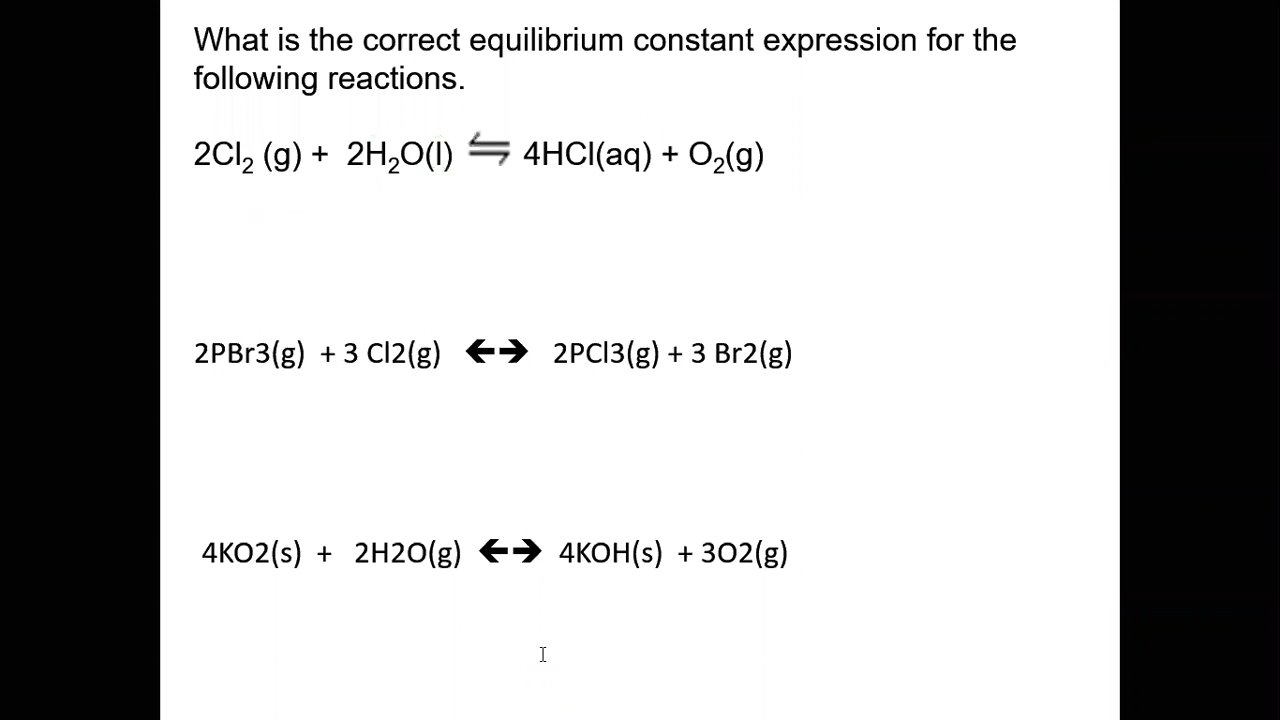 What is the correct equilibrium constant expression for the
following reactions.
2Cl₂ (g) + 2H₂O(l) ⇋ 4HCl(aq) + O₂(g)
2PBr3(g) + 3 Cl2(g) 🡰🡲 2PCl3(g) + 3 Br2(g)
4KO2(s) + 2H2O(g) 🡰🡲 4KOH(s) + 3O2(g)